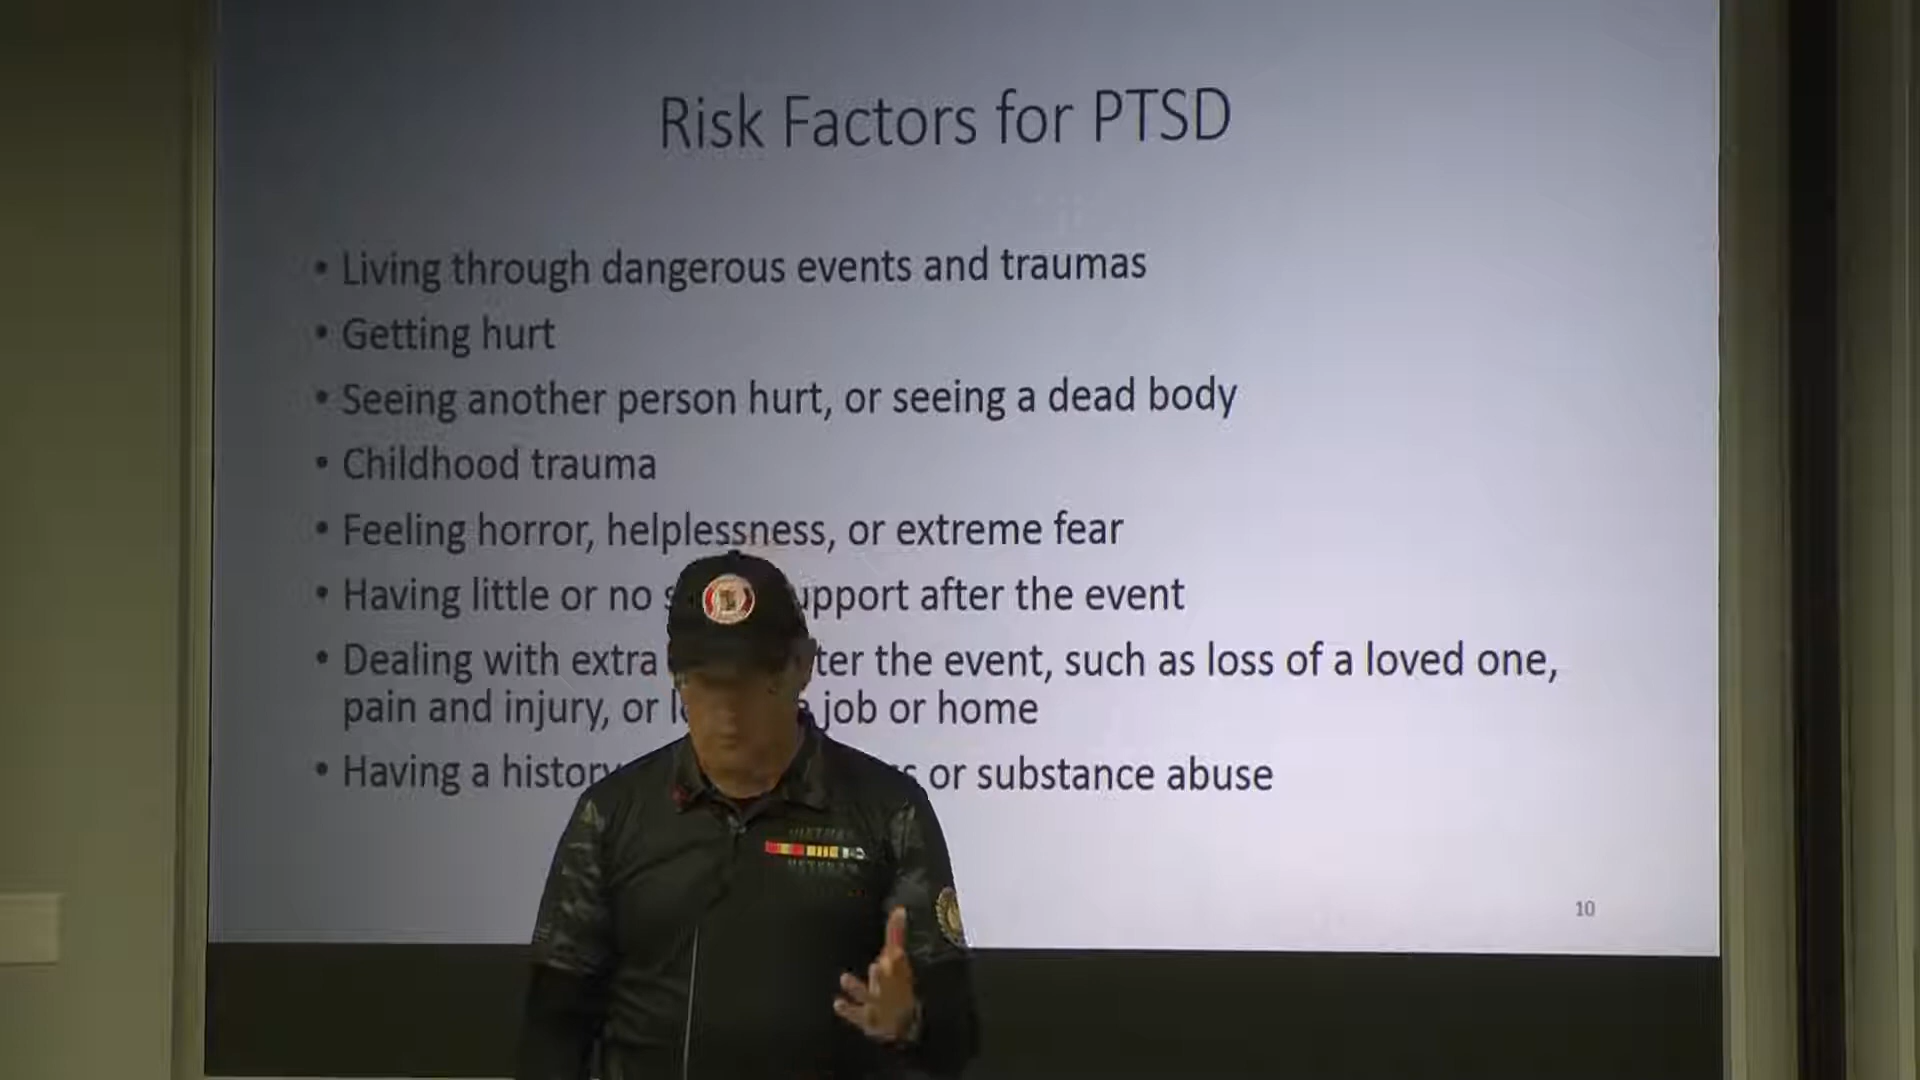 Risk Factors for PTSD
• Living through dangerous events and traumas
• Getting hurt
• Seeing another person hurt, or seeing a dead body
• Childhood trauma
• Feeling horror, helplessness, or extreme fear
• Having little or no after the event
• Dealing with extra the event, such as loss of a loved one,
pain and injury, or job or home
• Having a or substance abuse
VETERAN
10